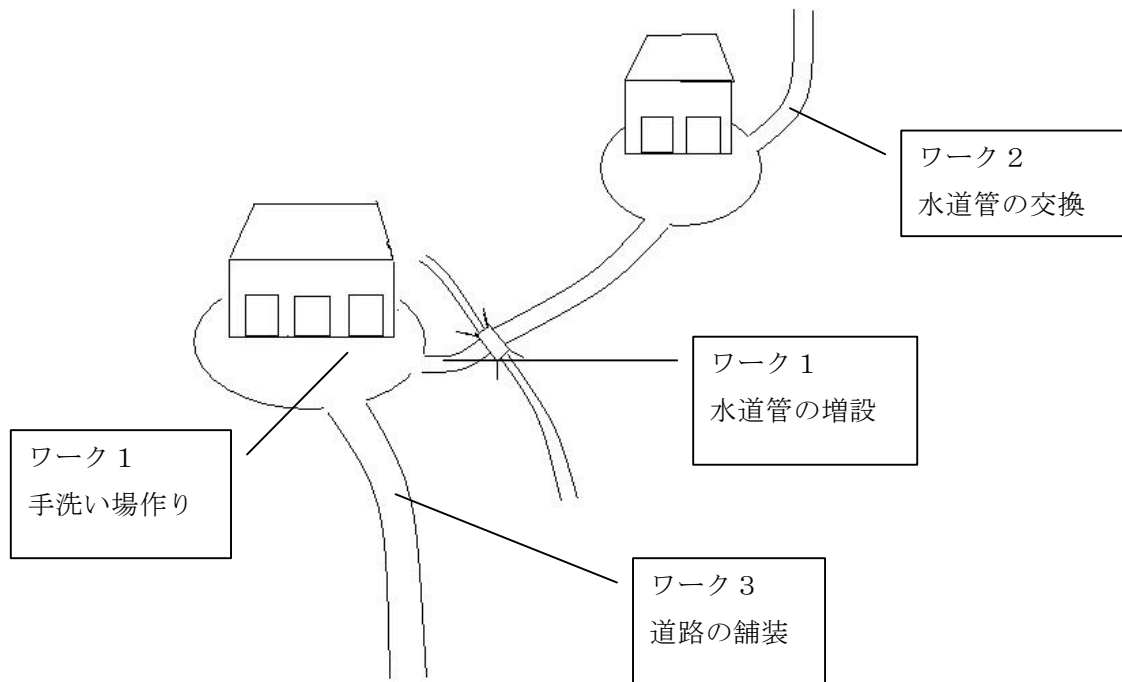 ワーク２
水道管の交換
ワーク１
水道管の増設
ワーク１
手洗い場作り
ワーク３
道路の舗装